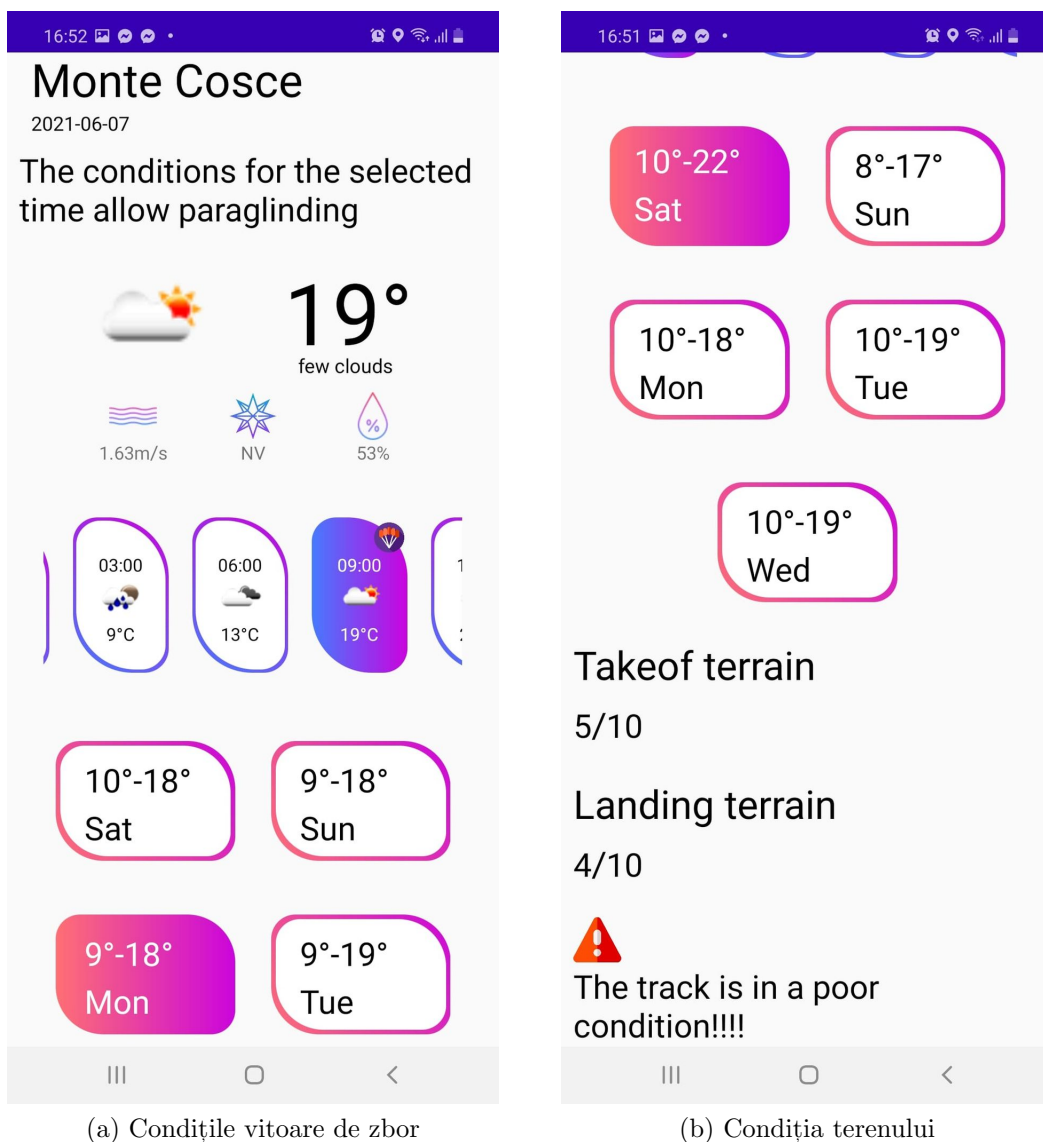 16:52
Monte Cosce
2021-06-07
The conditions for the selected
time allow paraglinding
19°
few clouds
%
1.63m/s NV 53%
03:00 06:00 09:00 1
9°C 13°C 19°C
10°-18° 9°-18°
Sat Sun
9°-18° 9°-19°
Mon Tue
(a) Condițile vitoare de zbor
16:51
10°-22° 8°-17°
Sat Sun
10°-18° 10°-19°
Mon Tue
10°-19°
Wed
Takeof terrain
5/10
Landing terrain
4/10
The track is in a poor
condition!!!!
(b) Condiția terenului